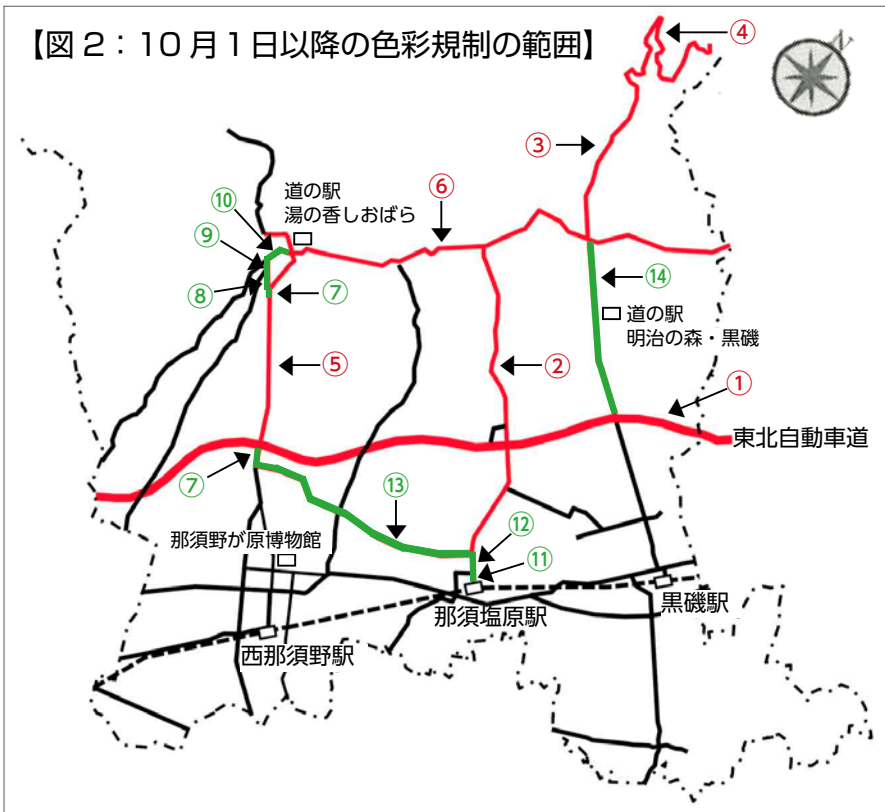 【図2：10月1日以降の色彩規制の範囲】
④
N
③
⑩
道の駅
湯の香しおばら
⑥
⑨
⑧
⑦
⑭
道の駅
明治の森・黒磯
⑤
②
①
東北自動車道
⑦
⑬
那須野が原博物館
⑫
⑪
那須塩原駅
黒磯駅
西那須野駅